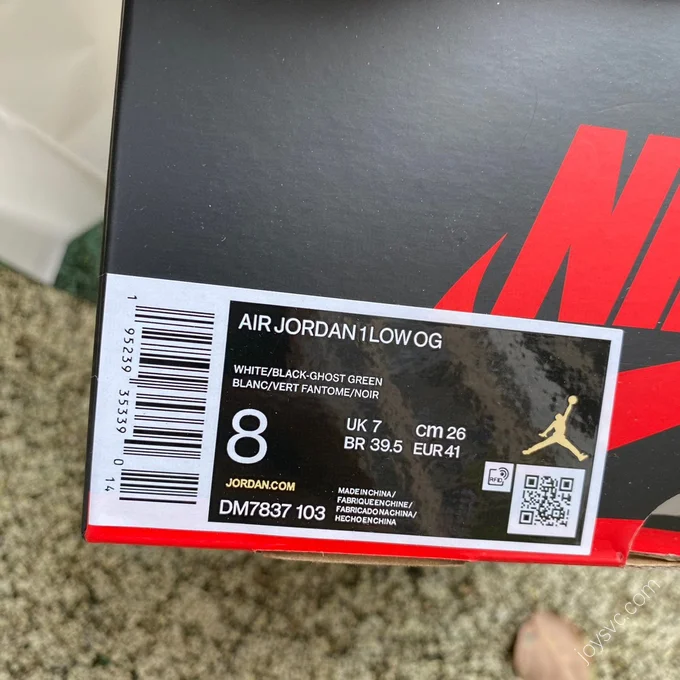 NI
AIR JORDAN 1 LOW OG
WHITE/BLACK-GHOST GREEN
BLANC/VERT FANTOME/NOIR
8
UK 7 cm 26
BR 39.5 EUR 41
JORDAN.COM
DM7837 103
MADE IN CHINA/
FABRIQUE EN CHINE/
FABRICADO NA CHINA/
HECHO EN CHINA
RFID
1 95239 35339 0 14
joysvc.com